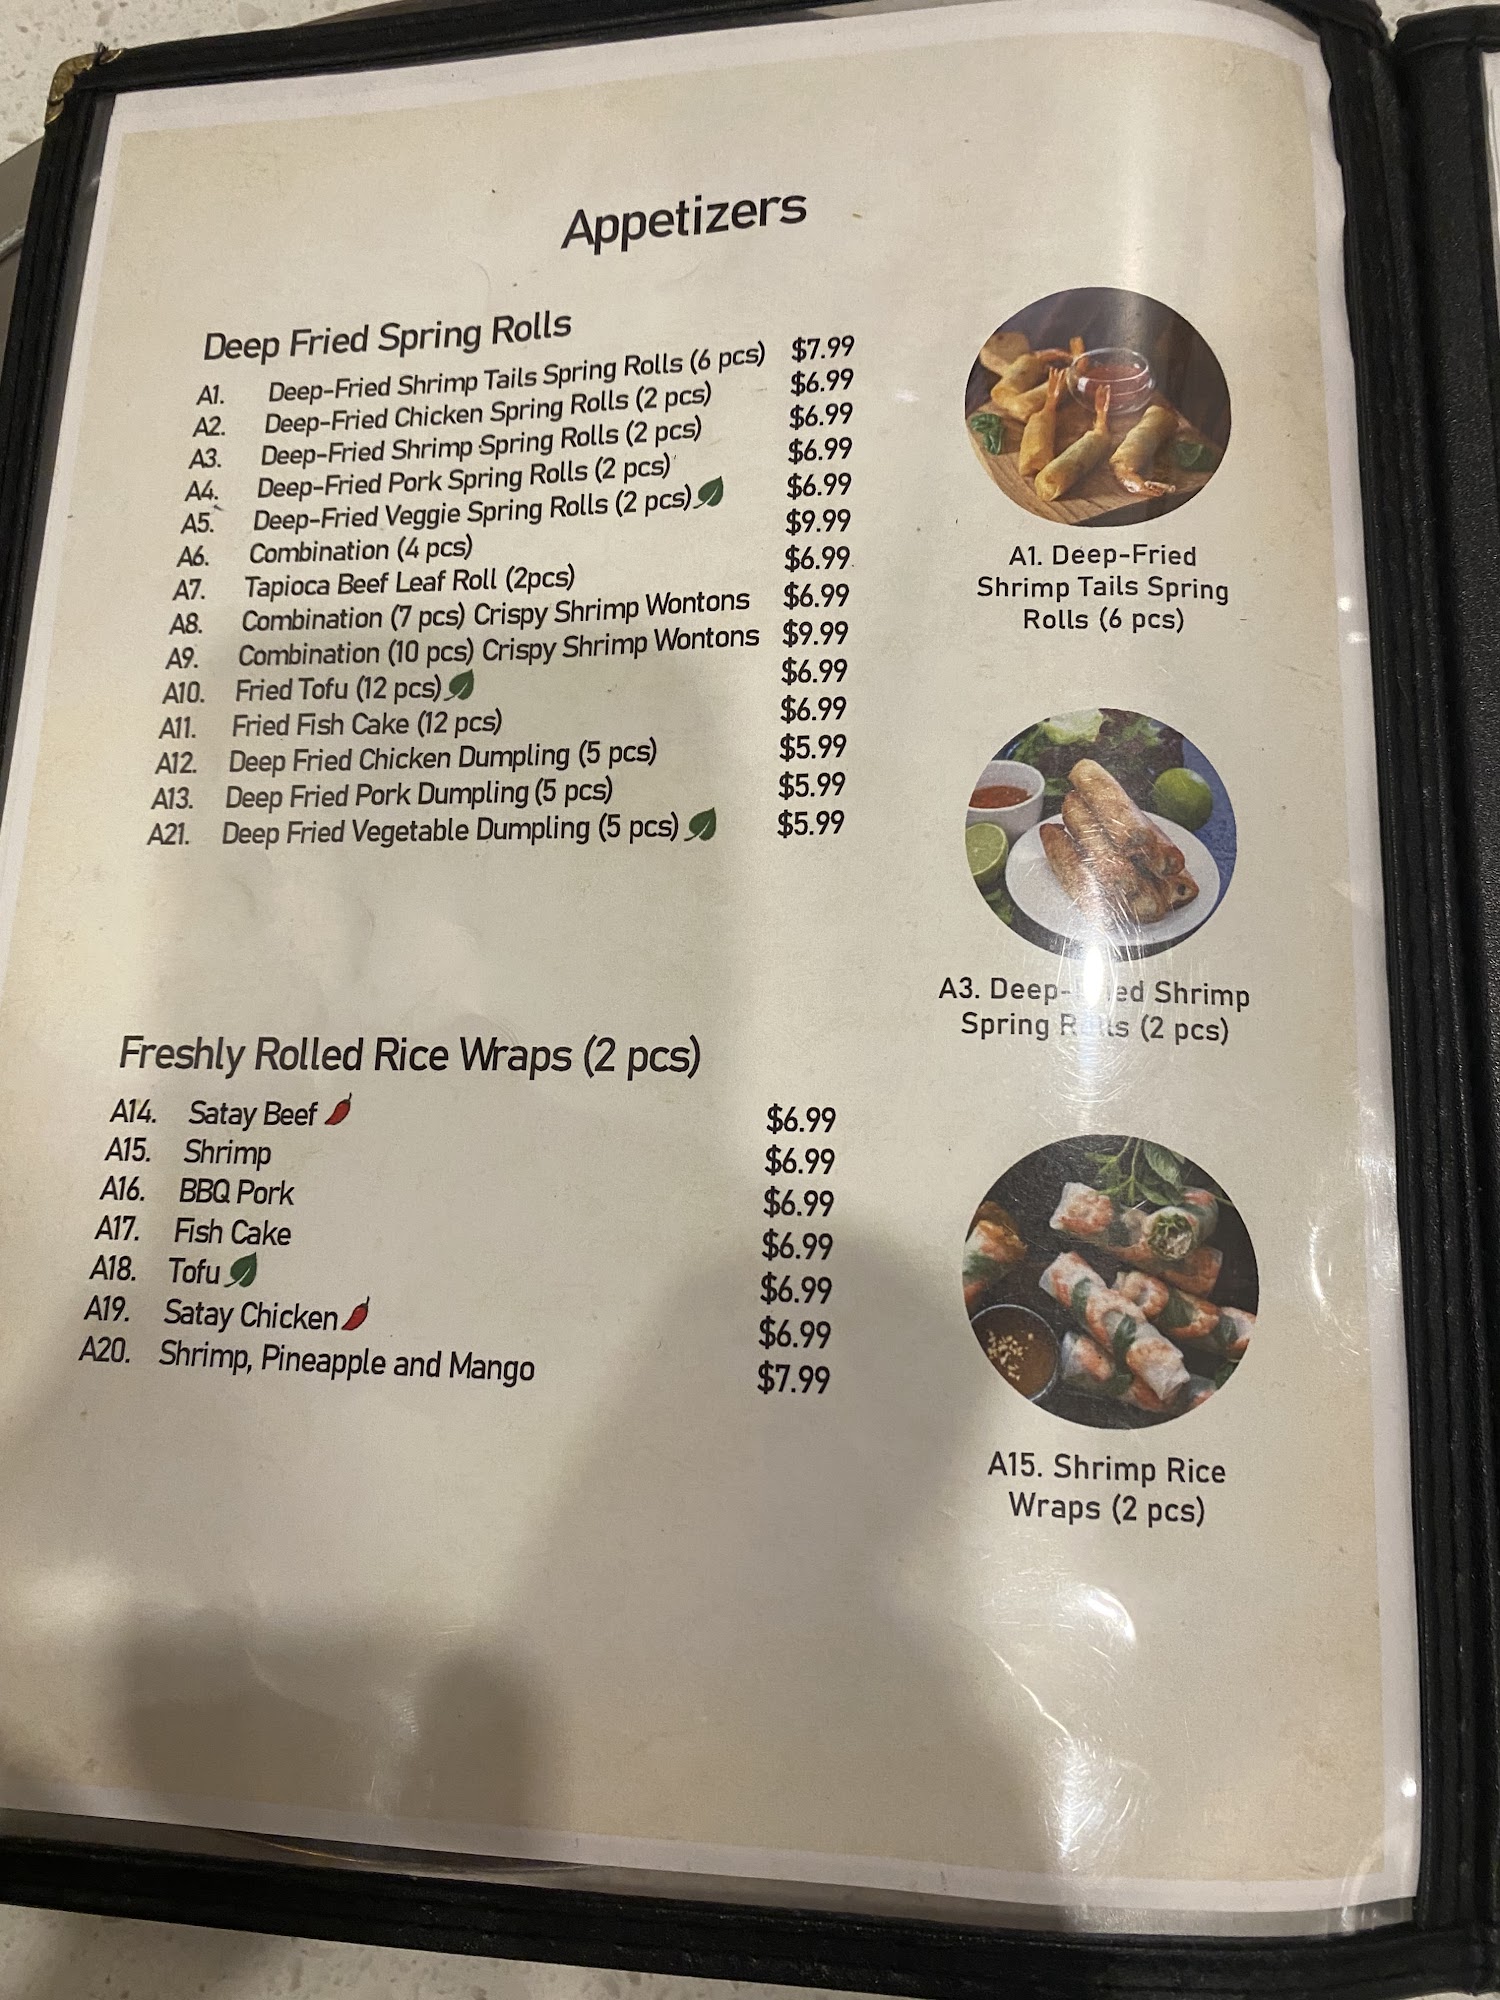 Appetizers
Deep Fried Spring Rolls
A1. Deep-Fried Shrimp Tails Spring Rolls (6 pcs) $7.99
A2. Deep-Fried Chicken Spring Rolls (2 pcs) $6.99
A3. Deep-Fried Shrimp Spring Rolls (2 pcs) $6.99
A4. Deep-Fried Pork Spring Rolls (2 pcs) $6.99
A5. Deep-Fried Veggie Spring Rolls (2 pcs) $6.99
A6. Combination (4 pcs) $9.99
A7. Tapioca Beef Leaf Roll (2pcs) $6.99
A8. Combination (7 pcs) Crispy Shrimp Wontons $6.99
A9. Combination (10 pcs) Crispy Shrimp Wontons $9.99
A10. Fried Tofu (12 pcs) $6.99
A11. Fried Fish Cake (12 pcs) $6.99
A12. Deep Fried Chicken Dumpling (5 pcs) $5.99
A13. Deep Fried Pork Dumpling (5 pcs) $5.99
A21. Deep Fried Vegetable Dumpling (5 pcs) $5.99
Freshly Rolled Rice Wraps (2 pcs)
A14. Satay Beef $6.99
A15. Shrimp $6.99
A16. BBQ Pork $6.99
A17. Fish Cake $6.99
A18. Tofu $6.99
A19. Satay Chicken $6.99
A20. Shrimp, Pineapple and Mango $7.99
A1. Deep-Fried
Shrimp Tails Spring
Rolls (6 pcs)
A3. Deep-Fried Shrimp
Spring Rolls (2 pcs)
A15. Shrimp Rice
Wraps (2 pcs)